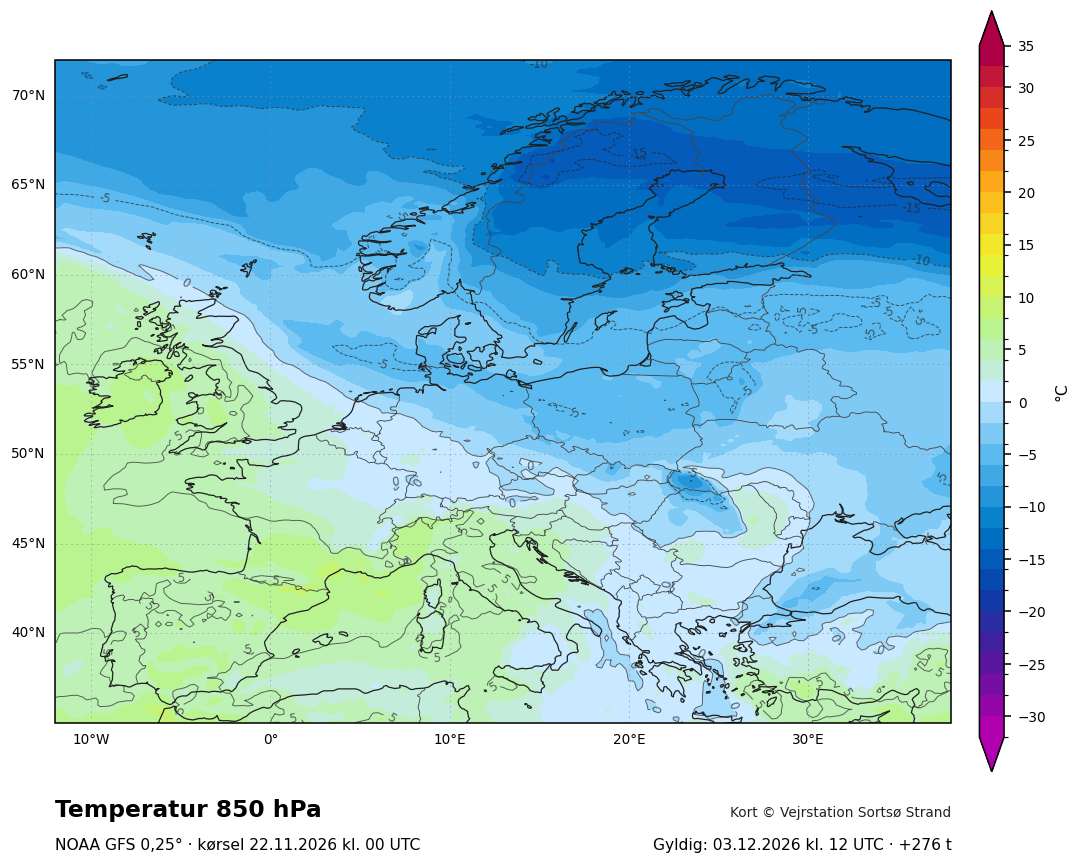 70°N
65°N
60°N
55°N
50°N
45°N
40°N
10°W
0°
10°E
20°E
30°E
35
30
25
20
15
10
5
0
−5
−10
−15
−20
−25
−30
°C
Temperatur 850 hPa
Kort © Vejrstation Sortsø Strand
NOAA GFS 0,25° · kørsel 22.11.2026 kl. 00 UTC
Gyldig: 03.12.2026 kl. 12 UTC · +276 t